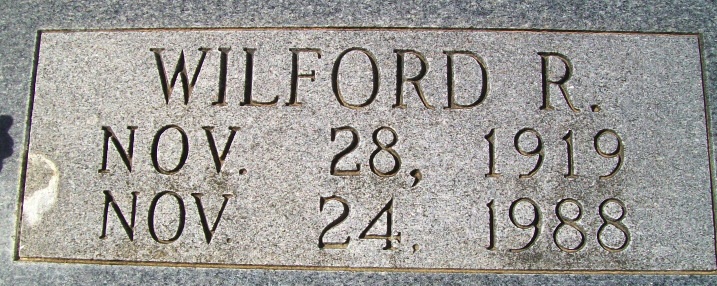 WILFORD R.
NOV. 28, 1919
NOV. 24, 1988